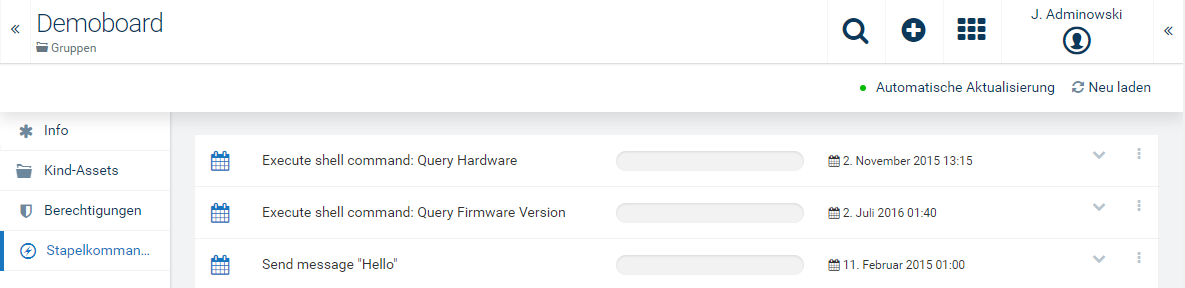 Demoboard
Gruppen
J. Adminowski
Automatische Aktualisierung Neu laden
Info
Kind-Assets
Berechtigungen
Stapelkomman...
Execute shell command: Query Hardware 2. November 2015 13:15
Execute shell command: Query Firmware Version 2. Juli 2016 01:40
Send message "Hello" 11. Februar 2015 01:00